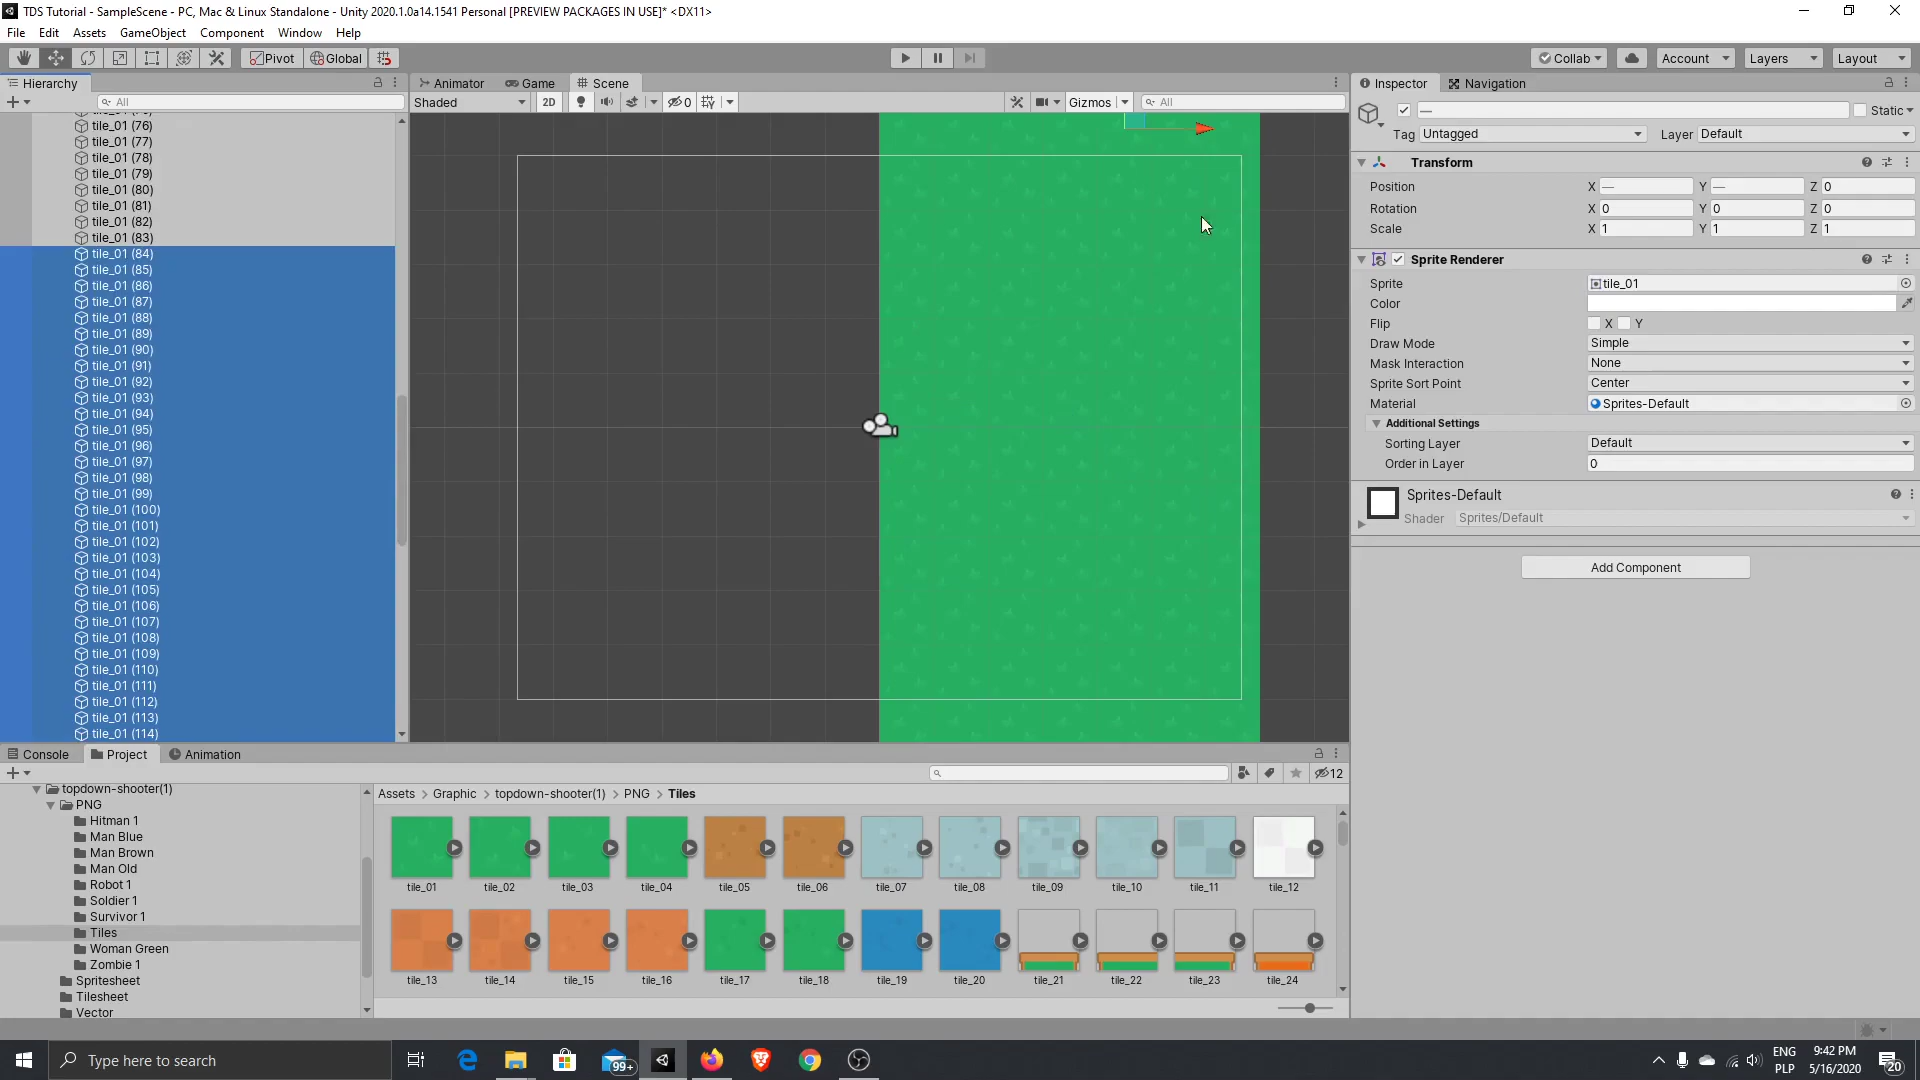 TDS Tutorial - SampleScene - PC, Mac & Linux Standalone - Unity 2020.1.0a14.1541 Personal [PREVIEW PACKAGES IN USE]* <DX11>
File Edit Assets GameObject Component Window Help
Pivot Global Collab Account Layers Layout
Hierarchy Animator Game Scene Inspector Navigation
All Shaded 2D 0 Gizmos All
Static
Tag Untagged Layer Default
tile_01 (76)
tile_01 (77)
tile_01 (78)
tile_01 (79)
tile_01 (80)
tile_01 (81)
tile_01 (82)
tile_01 (83)
tile_01 (84)
tile_01 (85)
tile_01 (86)
tile_01 (87)
tile_01 (88)
tile_01 (89)
tile_01 (90)
tile_01 (91)
tile_01 (92)
tile_01 (93)
tile_01 (94)
tile_01 (95)
tile_01 (96)
tile_01 (97)
tile_01 (98)
tile_01 (99)
tile_01 (100)
tile_01 (101)
tile_01 (102)
tile_01 (103)
tile_01 (104)
tile_01 (105)
tile_01 (106)
tile_01 (107)
tile_01 (108)
tile_01 (109)
tile_01 (110)
tile_01 (111)
tile_01 (112)
tile_01 (113)
tile_01 (114)
Transform
Position X — Y — Z 0
Rotation X 0 Y 0 Z 0
Scale X 1 Y 1 Z 1
Sprite Renderer
Sprite tile_01
Color
Flip X Y
Draw Mode Simple
Mask Interaction None
Sprite Sort Point Center
Material Sprites-Default
Additional Settings
Sorting Layer Default
Order in Layer 0
Sprites-Default
Shader Sprites/Default
Add Component
Console Project Animation
12
topdown-shooter(1)
PNG
Hitman 1
Man Blue
Man Brown
Man Old
Robot 1
Soldier 1
Survivor 1
Tiles
Woman Green
Zombie 1
Spritesheet
Tilesheet
Vector
Assets > Graphic > topdown-shooter(1) > PNG > Tiles
tile_01 tile_02 tile_03 tile_04 tile_05 tile_06 tile_07 tile_08 tile_09 tile_10 tile_11 tile_12
tile_13 tile_14 tile_15 tile_16 tile_17 tile_18 tile_19 tile_20 tile_21 tile_22 tile_23 tile_24
Type here to search
99+
ENG
PLP
9:42 PM
5/16/2020
20